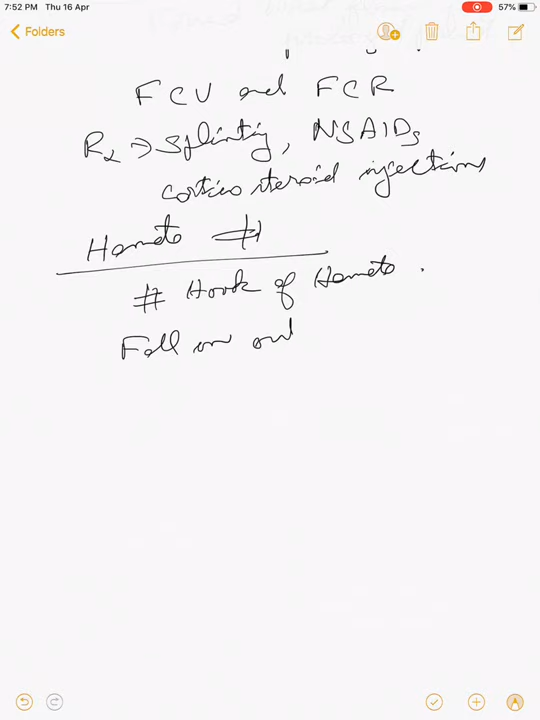 7:52 PM Thu 16 Apr
57%
Folders
FCU and FCR
Rx → Splinting, NSAIDs
corticosteroid injections
Hamate #
# Hook of Hamate .
Fall on out